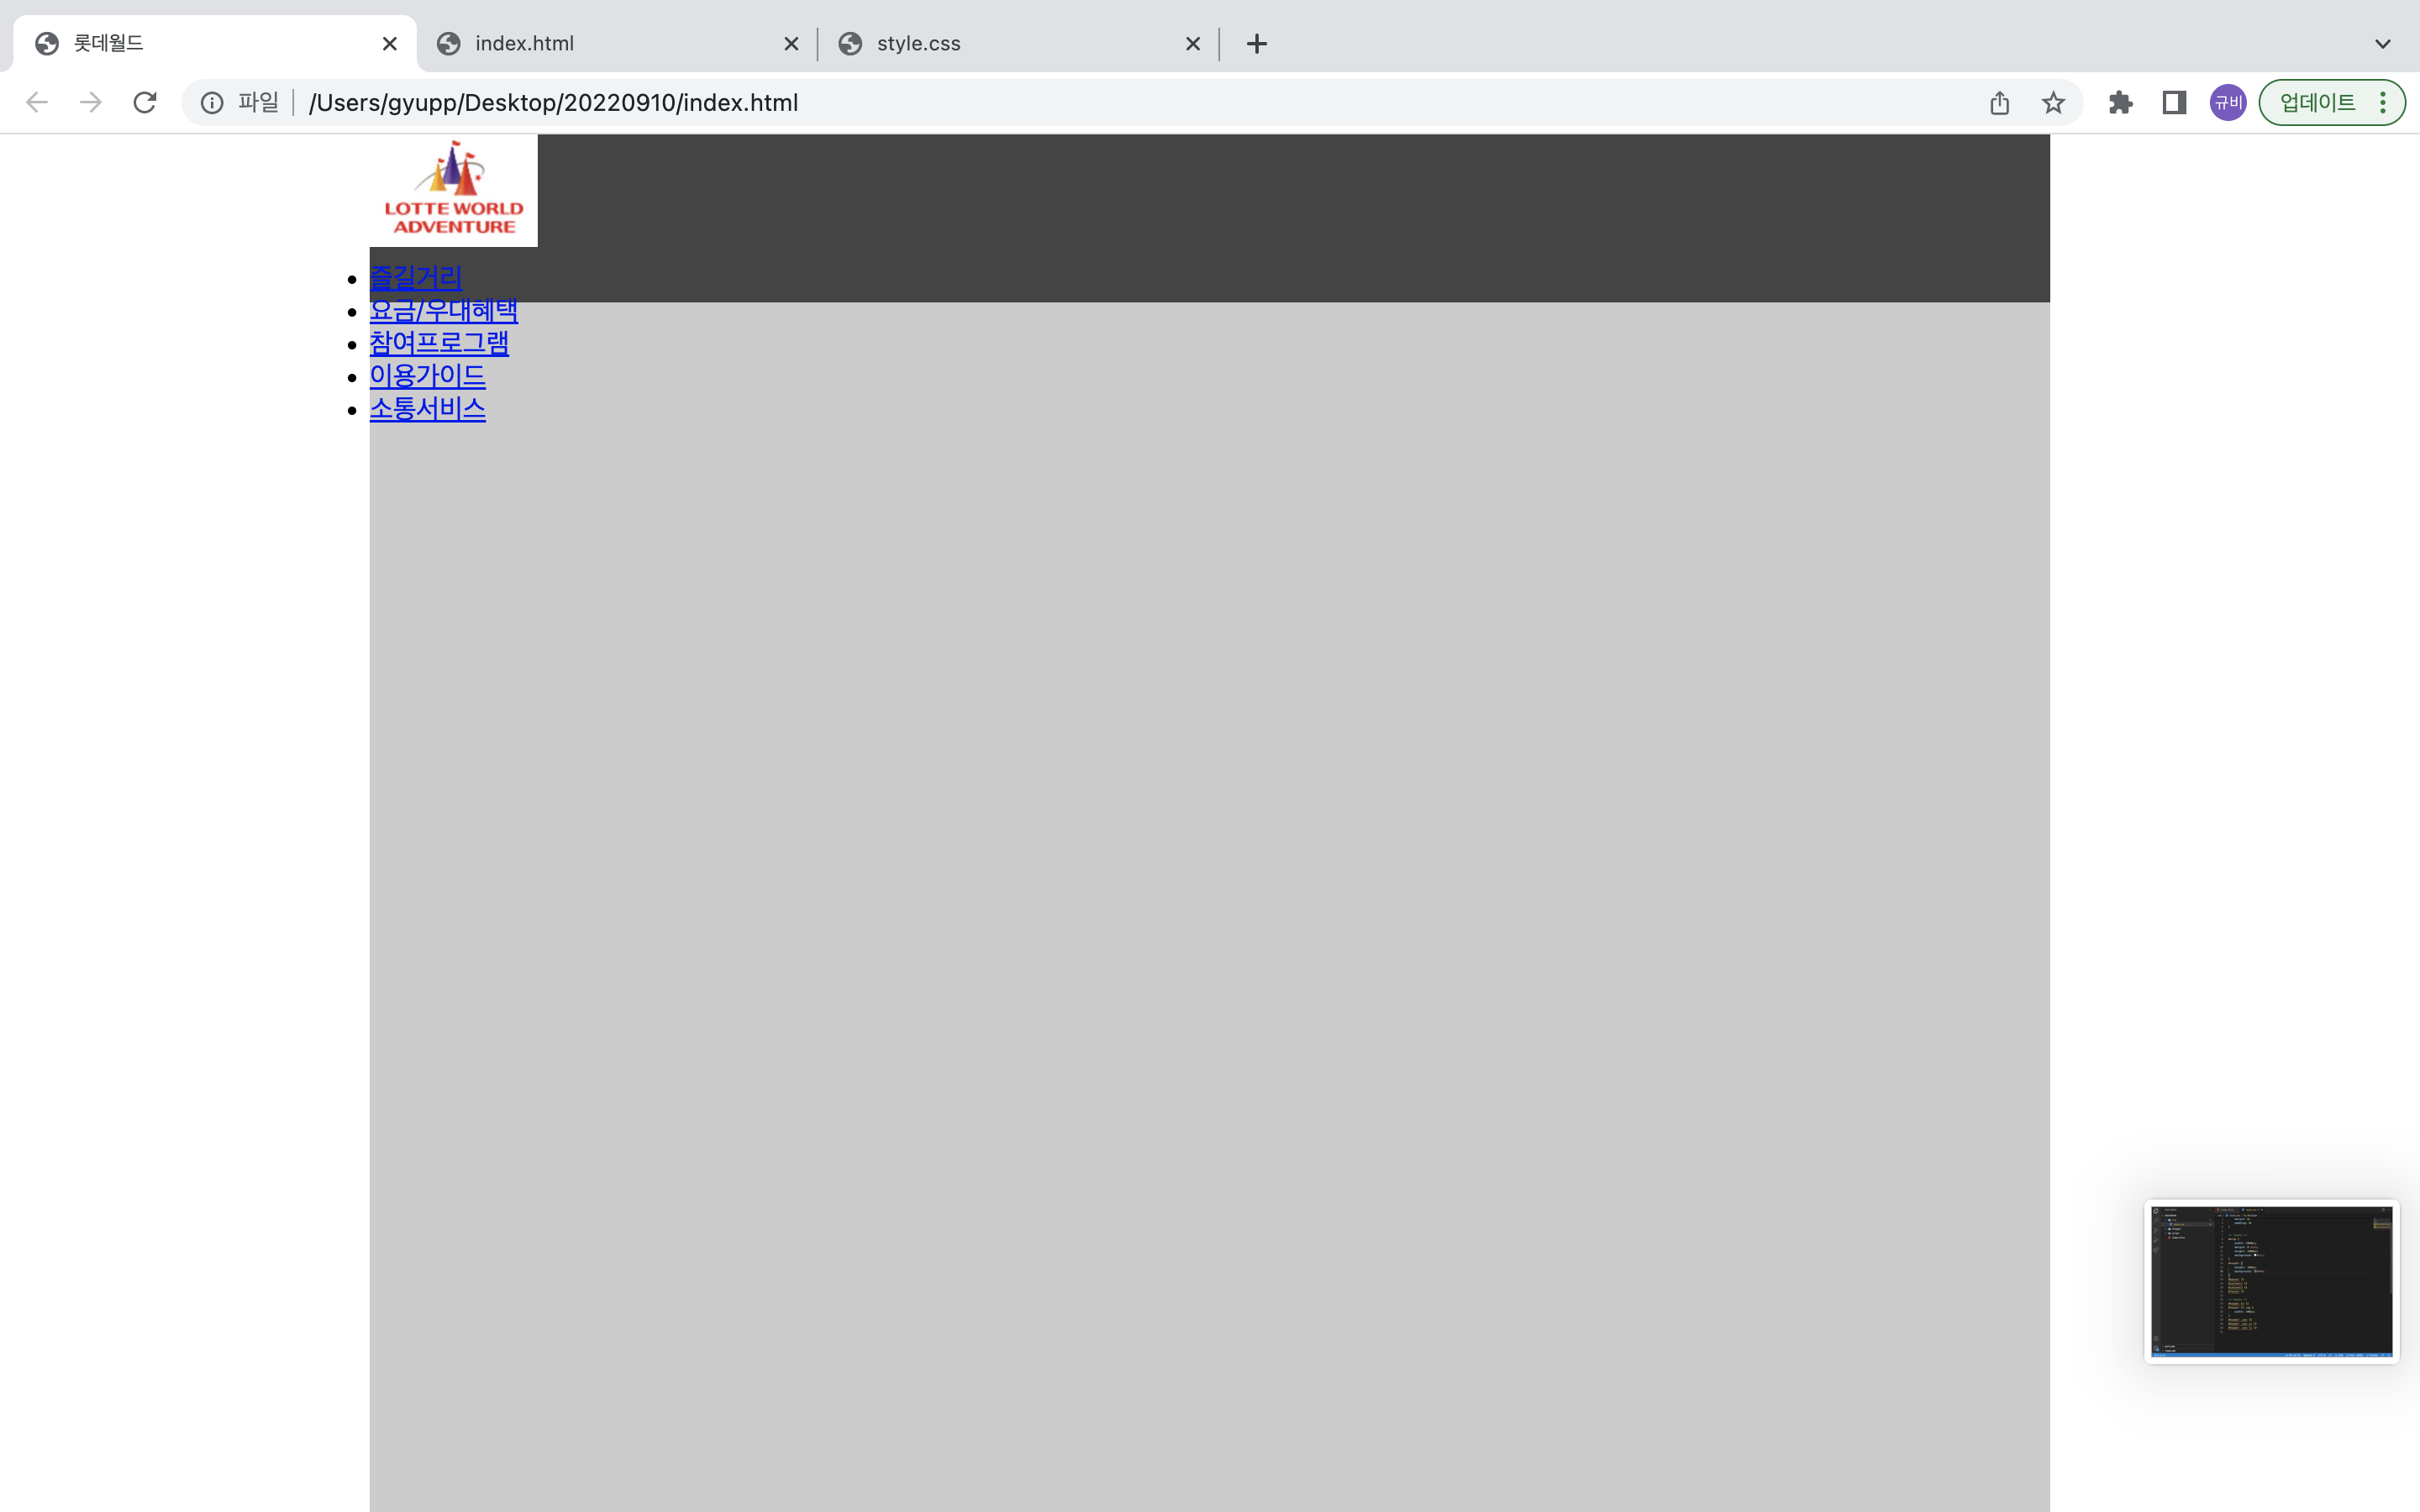 롯데월드
index.html
style.css
파일
/Users/gyupp/Desktop/20220910/index.html
규비
업데이트
LOTTE WORLD
ADVENTURE
즐길거리
요금/우대혜택
참여프로그램
이용가이드
소통서비스